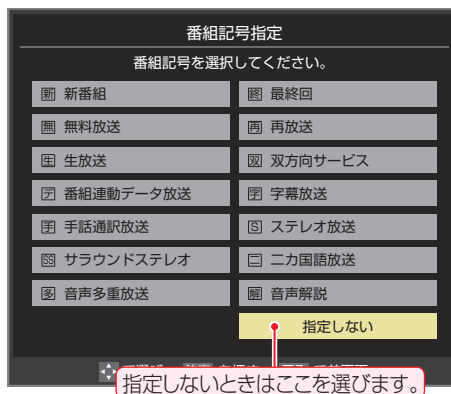 番組記号指定
番組記号を選択してください。
新 新番組
終 最終回
無 無料放送
再 再放送
生 生放送
双 双方向サービス
デ 番組連動データ放送
字 字幕放送
手 手話通訳放送
S ステレオ放送
SS サラウンドステレオ
二 二カ国語放送
多 音声多重放送
解 音声解説
指定しない
指定しないときはここを選びます。